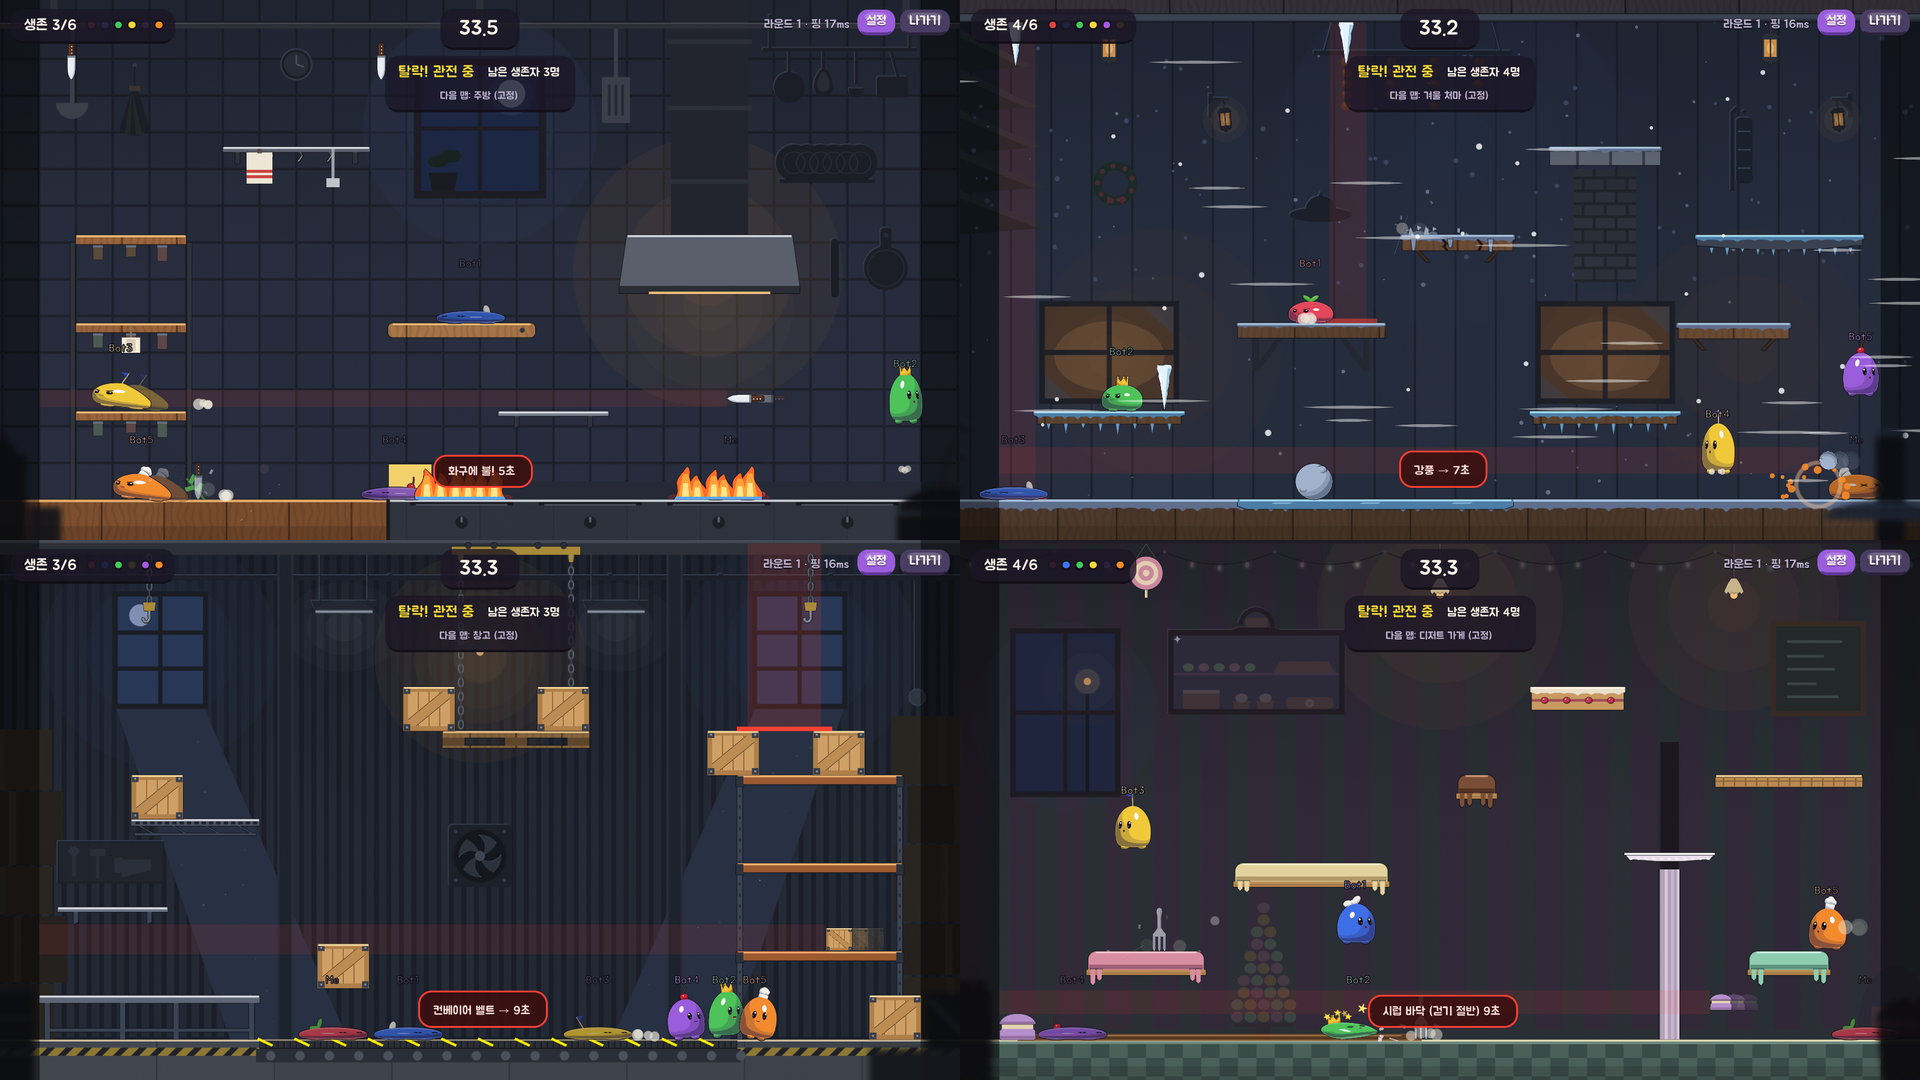 생존 3/6
33.5
라운드 1 · 핑 17ms
설정
나가기
탈락! 관전 중 남은 생존자 3명
다음 맵: 주방 (고정)
Bot1
Bot3
Bot2
Bot5
Bot4
Me
화구에 불! 5초
생존 4/6
33.2
라운드 1 · 핑 16ms
설정
나가기
탈락! 관전 중 남은 생존자 4명
다음 맵: 겨울 처마 (고정)
Bot1
Bot5
Bot2
Bot4
Bot3
Me
강풍 → 7초
생존 3/6
33.3
라운드 1 · 핑 16ms
설정
나가기
탈락! 관전 중 남은 생존자 3명
다음 맵: 창고 (고정)
Me
Bot1
Bot3
Bot4
Bot2
Bot5
컨베이어 벨트 → 9초
생존 4/6
33.3
라운드 1 · 핑 17ms
설정
나가기
탈락! 관전 중 남은 생존자 4명
다음 맵: 디저트 가게 (고정)
Bot3
Bot1
Bot5
Bot4
Bot2
Me
시럽 바닥 (걷기 절반) 9초